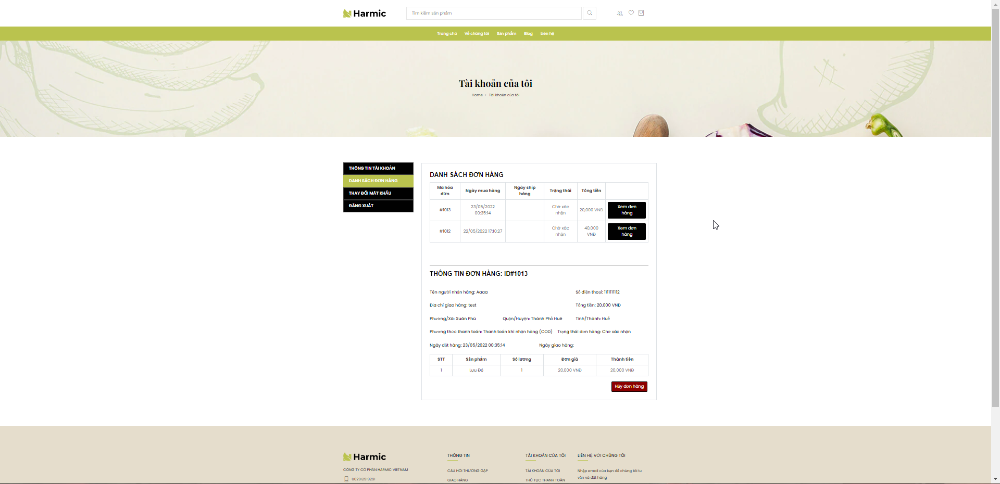 Harmic
Tìm kiếm sản phẩm
Trang chủ Về chúng tôi Sản phẩm Blog Liên hệ
Tài khoản của tôi
Home › Tài khoản của tôi
THÔNG TIN TÀI KHOẢN
DANH SÁCH ĐƠN HÀNG
THAY ĐỔI MẬT KHẨU
ĐĂNG XUẤT
DANH SÁCH ĐƠN HÀNG
Mã hóa đơn Ngày mua hàng Ngày ship hàng Trạng thái Tổng tiền
#1013 23/05/2022 00:35:14 Chờ xác nhận 20,000 VNĐ Xem đơn hàng
#1012 22/05/2022 17:10:27 Chờ xác nhận 40,000 VNĐ Xem đơn hàng
THÔNG TIN ĐƠN HÀNG: ID#1013
Tên người nhận hàng: Aaaa Số điện thoại: 1111111112
Địa chỉ giao hàng: test Tổng tiền: 20,000 VNĐ
Phường/Xã: Xuân Phú Quận/Huyện: Thành Phố Huế Tỉnh/Thành: Huế
Phương thức thanh toán: Thanh toán khi nhận hàng (COD) Trạng thái đơn hàng: Chờ xác nhận
Ngày đặt hàng: 23/05/2022 00:35:14 Ngày giao hàng:
STT Sản phẩm Số lượng Đơn giá Thành tiền
1 Lựu Đỏ 1 20,000 VNĐ 20,000 VNĐ
Hủy đơn hàng
Harmic
CÔNG TY CỔ PHẦN HARMIC VIETNAM
002912919291
THÔNG TIN
CÂU HỎI THƯỜNG GẶP
GIAO HÀNG
TÀI KHOẢN CỦA TÔI
TÀI KHOẢN CỦA TÔI
THỦ TỤC THANH TOÁN
LIÊN HỆ VỚI CHÚNG TÔI
Nhập email của bạn để chúng tôi tư
vấn và đặt hàng